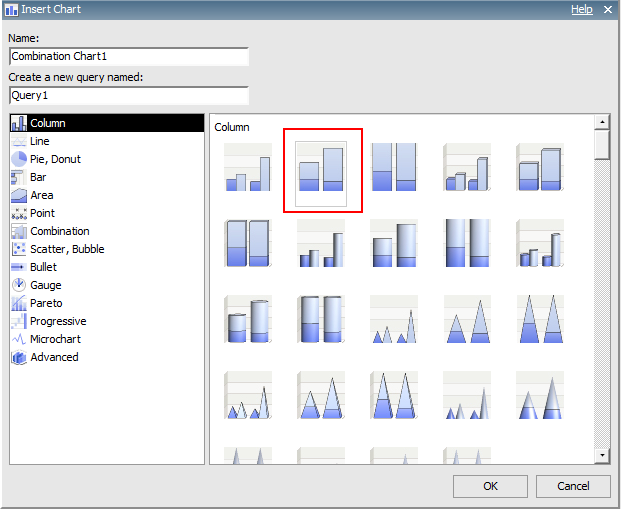 Insert Chart Help
Name:
Combination Chart1
Create a new query named:
Query1
Column
Line
Pie, Donut
Bar
Area
Point
Combination
Scatter, Bubble
Bullet
Gauge
Pareto
Progressive
Microchart
Advanced
Column
OK Cancel